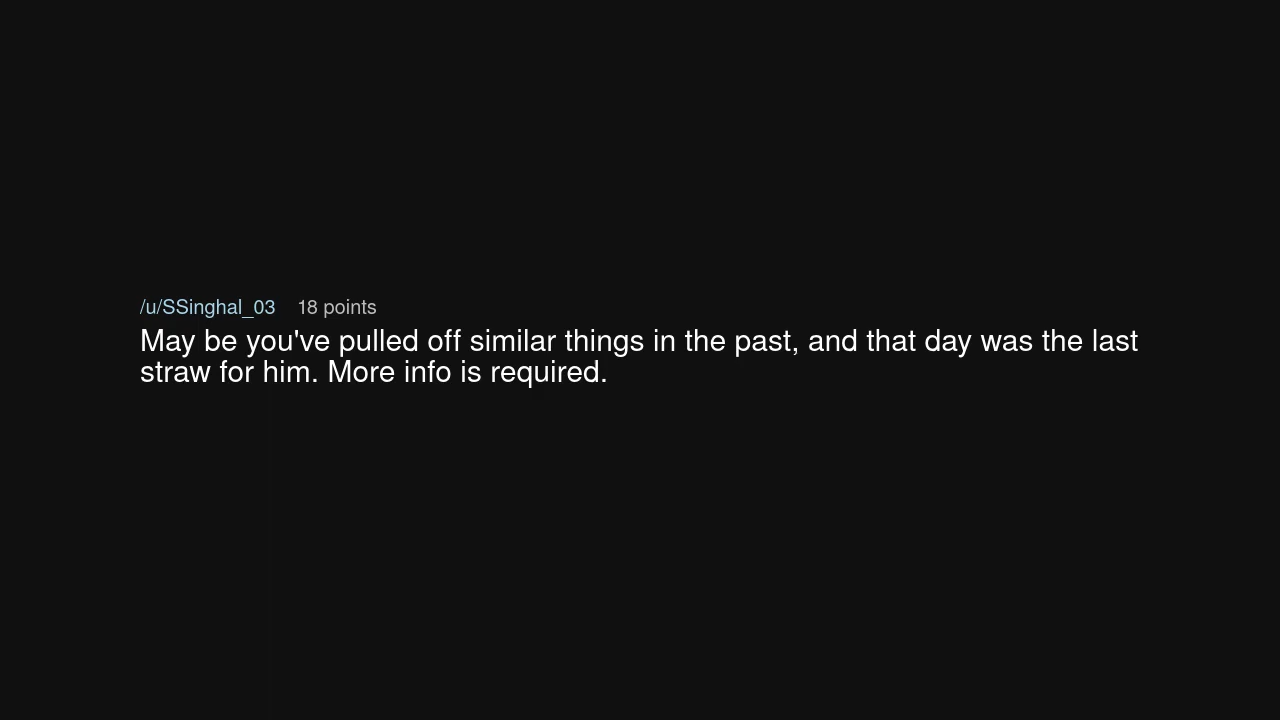 /u/SSinghal_03 18 points
May be you've pulled off similar things in the past, and that day was the last
straw for him. More info is required.